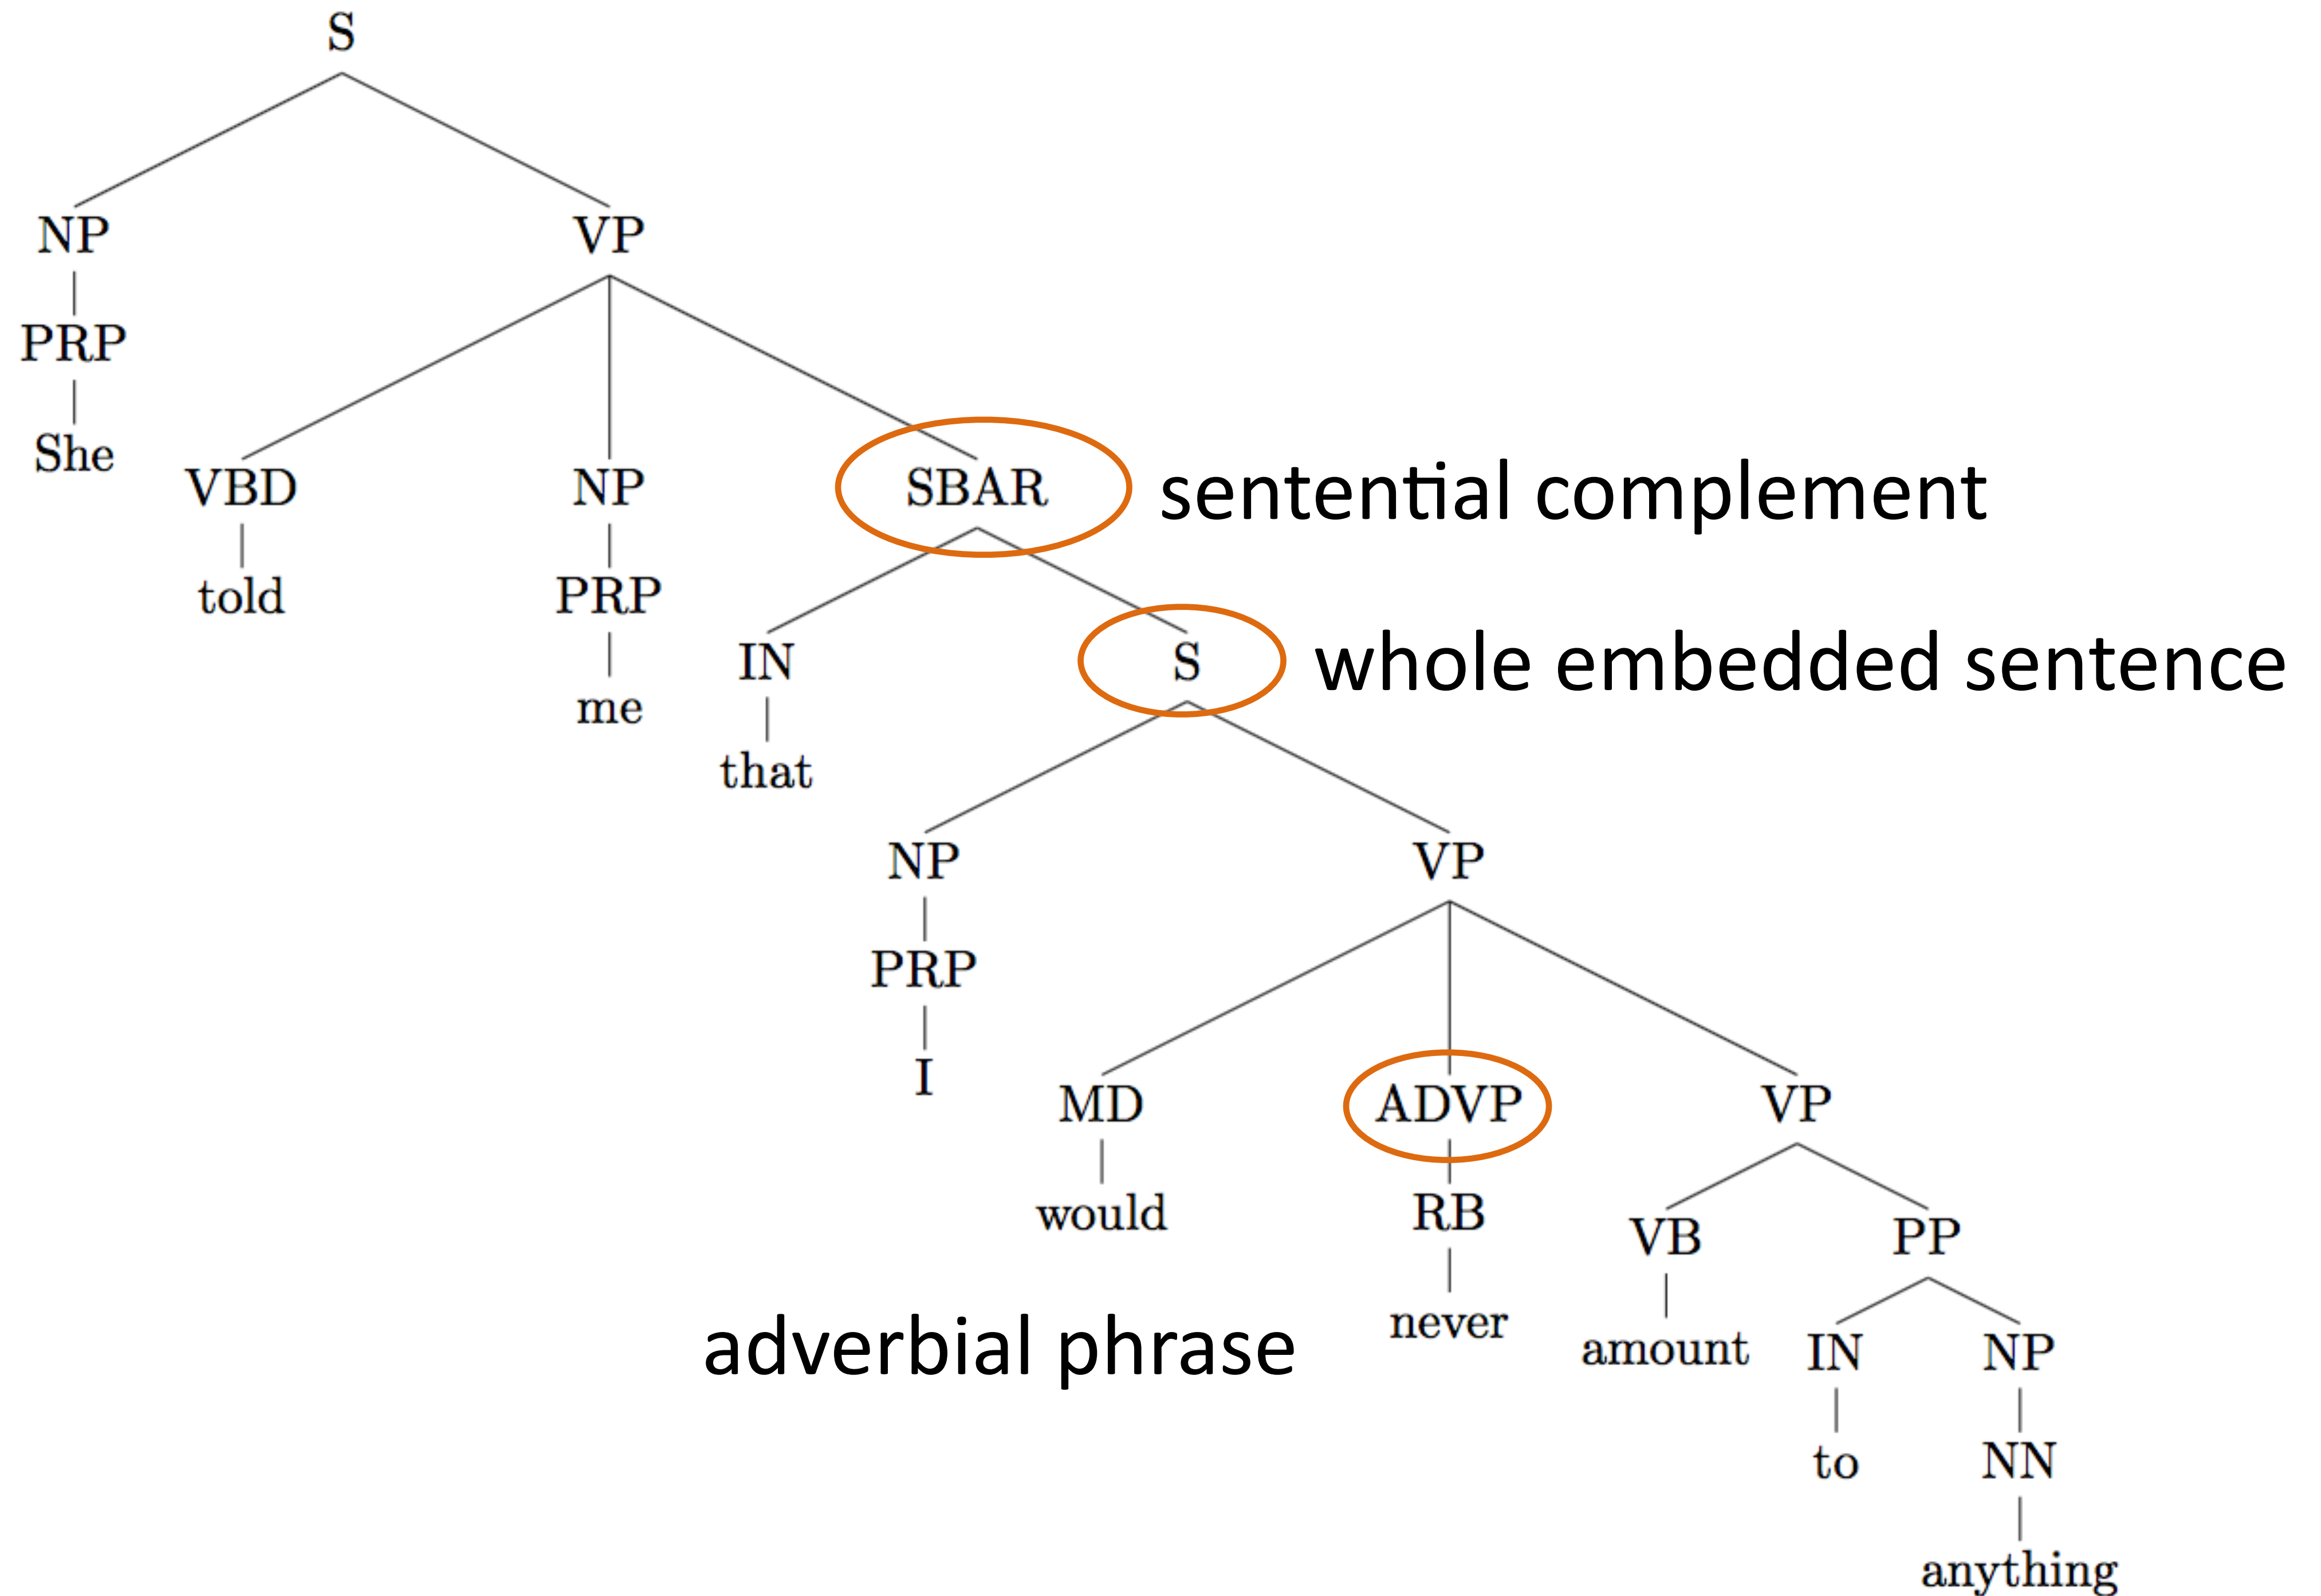 S
NP VP
PRP
She
VBD NP SBAR sentential complement
told PRP
IN S whole embedded sentence
me
that
NP VP
PRP
I
MD ADVP VP
would RB
VB PP
never
adverbial phrase
amount IN NP
to NN
anything